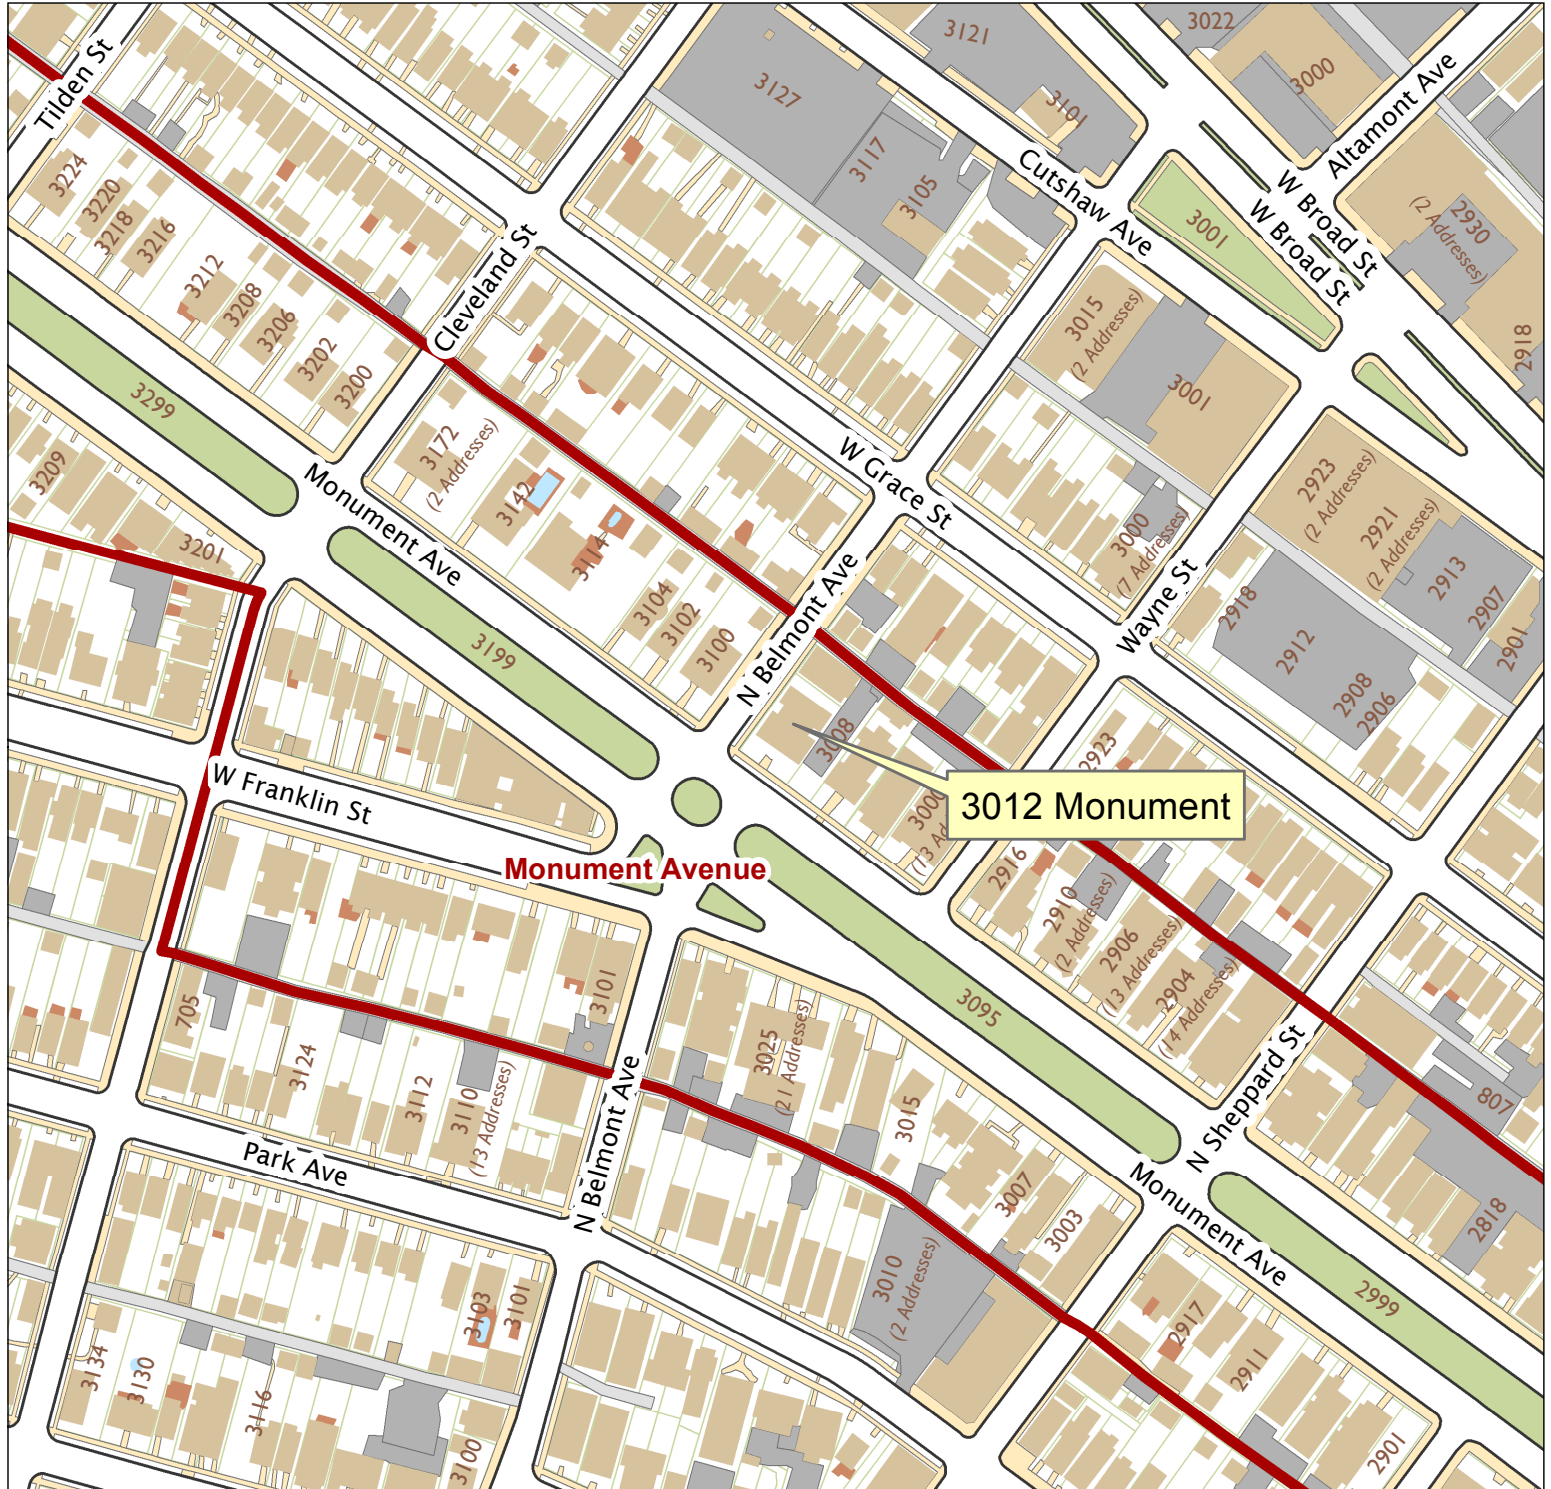 3121
3022
3000
Altamont Ave
Tilden St
3127
3101
3117
3105
Cutshaw Ave
3001
W Broad St
W Broad St
2930
(2 Addresses)
2918
3224
3220
3218
3216
3212
3208
3206
3202
3200
Cleveland St
3015
(2 Addresses)
3001
3299
3209
3201
3172
(2 Addresses)
3142
3114
3104
3102
3100
Monument Ave
W Grace St
3000
(7 Addresses)
2923
(2 Addresses)
2921
(2 Addresses)
2913
2907
2901
2918
2912
2908
2906
Wayne St
N Belmont Ave
3199
3008
3012 Monument
2923
W Franklin St
Monument Avenue
2916
2910
(2 Addresses)
2906
(13 Addresses)
2904
(14 Addresses)
3095
3101
705
3124
3112
3110
(13 Addresses)
3025
(21 Addresses)
3015
3007
3003
N Belmont Ave
N Sheppard St
807
2818
Park Ave
Monument Ave
3010
(2 Addresses)
2999
2917
2911
2901
3103
3101
3134
3130
3116
3100